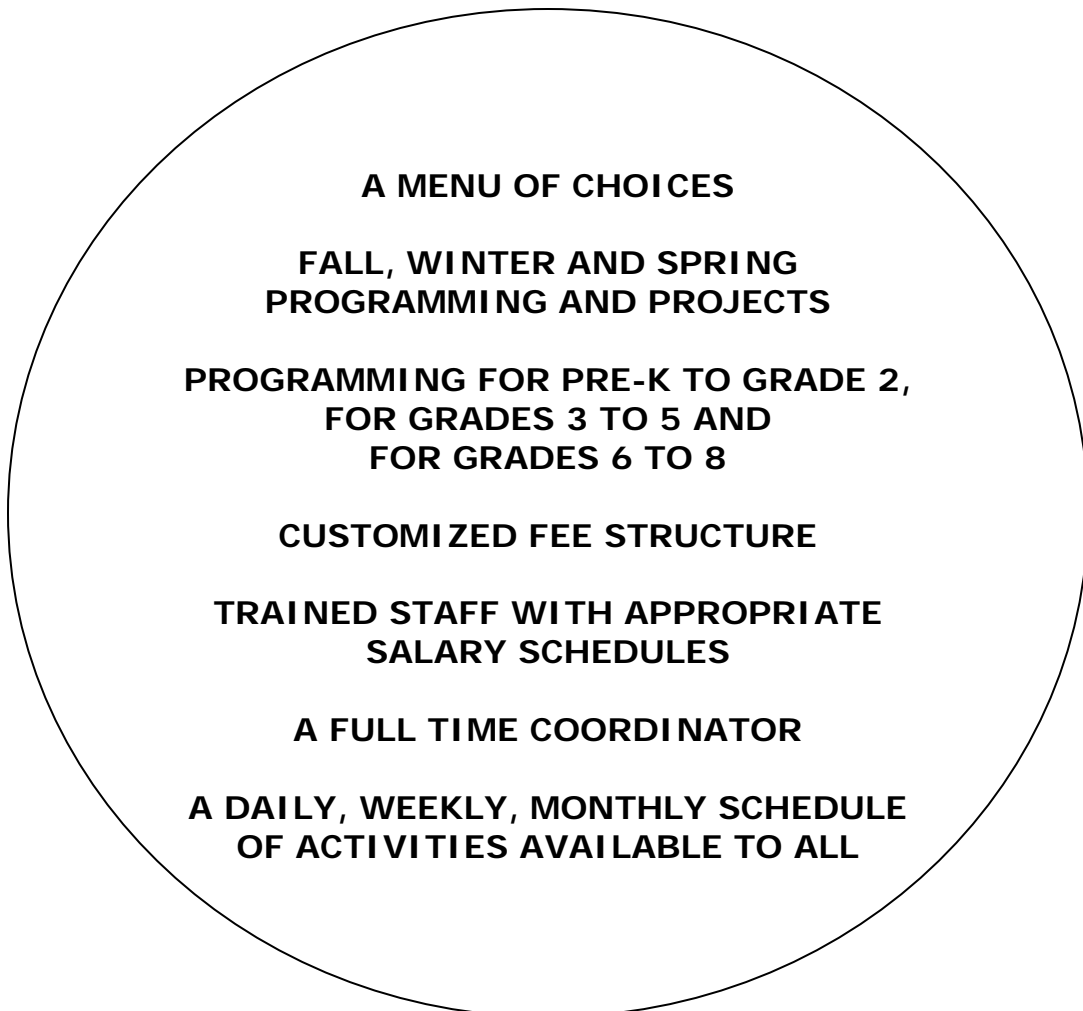 A MENU OF CHOICES
FALL, WINTER AND SPRING
PROGRAMMING AND PROJECTS
PROGRAMMING FOR PRE-K TO GRADE 2,
FOR GRADES 3 TO 5 AND
FOR GRADES 6 TO 8
CUSTOMIZED FEE STRUCTURE
TRAINED STAFF WITH APPROPRIATE
SALARY SCHEDULES
A FULL TIME COORDINATOR
A DAILY, WEEKLY, MONTHLY SCHEDULE
OF ACTIVITIES AVAILABLE TO ALL